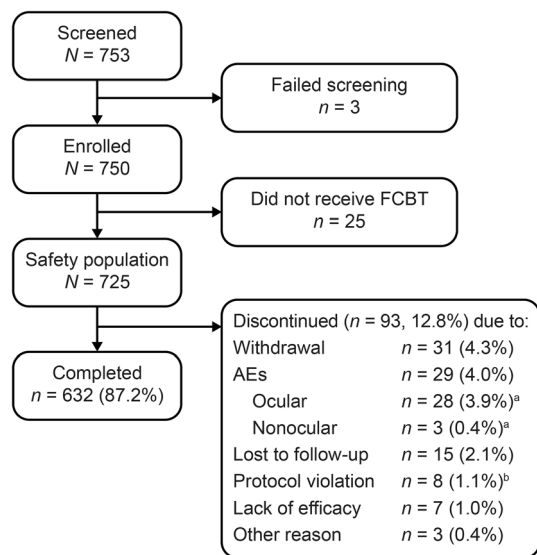 Screened
N = 753
Failed screening
n = 3
Enrolled
N = 750
Did not receive FCBT
n = 25
Safety population
N = 725
Discontinued (n = 93, 12.8%) due to:
Withdrawal n = 31 (4.3%)
AEs n = 29 (4.0%)
Ocular n = 28 (3.9%)ᵃ
Nonocular n = 3 (0.4%)ᵃ
Lost to follow-up n = 15 (2.1%)
Protocol violation n = 8 (1.1%)ᵇ
Lack of efficacy n = 7 (1.0%)
Other reason n = 3 (0.4%)
Completed
n = 632 (87.2%)